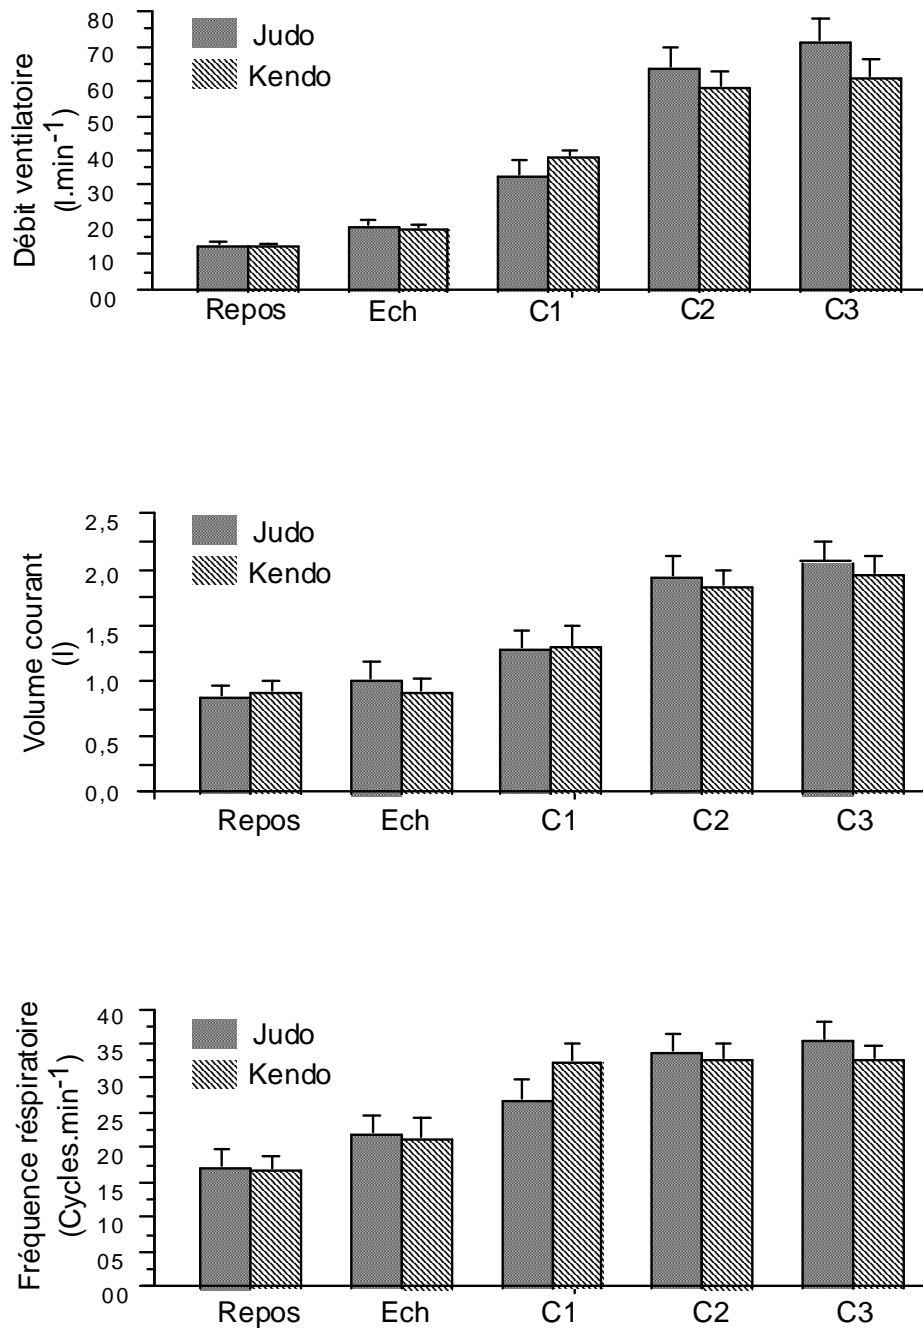 Débit ventilatoire
(l.min-1)
80
70
60
50
40
30
20
10
00
Judo
Kendo
Repos Ech C1 C2 C3
Volume courant
(l)
2,5
2,0
1,5
1,0
0,5
0,0
Judo
Kendo
Repos Ech C1 C2 C3
Fréquence réspiratoire
(Cycles.min-1)
40
35
30
25
20
15
10
05
00
Judo
Kendo
Repos Ech C1 C2 C3